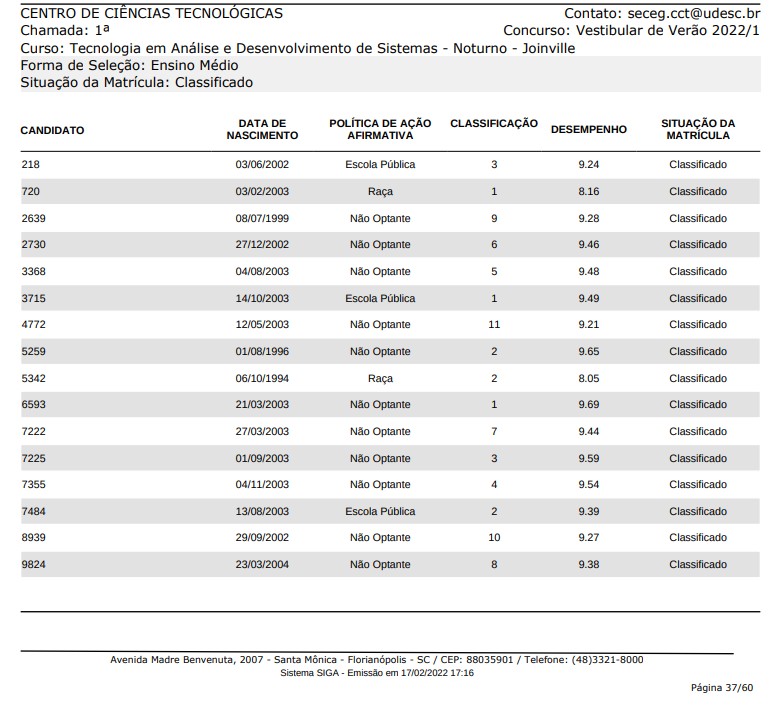 CENTRO DE CIÊNCIAS TECNOLÓGICAS Contato: seceg.cct@udesc.br
Chamada: 1ª Concurso: Vestibular de Verão 2022/1
Curso: Tecnologia em Análise e Desenvolvimento de Sistemas - Noturno - Joinville
Forma de Seleção: Ensino Médio
Situação da Matrícula: Classificado
CANDIDATO DATA DE NASCIMENTO POLÍTICA DE AÇÃO AFIRMATIVA CLASSIFICAÇÃO DESEMPENHO SITUAÇÃO DA MATRÍCULA
218 03/06/2002 Escola Pública 3 9.24 Classificado
720 03/02/2003 Raça 1 8.16 Classificado
2639 08/07/1999 Não Optante 9 9.28 Classificado
2730 27/12/2002 Não Optante 6 9.46 Classificado
3368 04/08/2003 Não Optante 5 9.48 Classificado
3715 14/10/2003 Escola Pública 1 9.49 Classificado
4772 12/05/2003 Não Optante 11 9.21 Classificado
5259 01/08/1996 Não Optante 2 9.65 Classificado
5342 06/10/1994 Raça 2 8.05 Classificado
6593 21/03/2003 Não Optante 1 9.69 Classificado
7222 27/03/2003 Não Optante 7 9.44 Classificado
7225 01/09/2003 Não Optante 3 9.59 Classificado
7355 04/11/2003 Não Optante 4 9.54 Classificado
7484 13/08/2003 Escola Pública 2 9.39 Classificado
8939 29/09/2002 Não Optante 10 9.27 Classificado
9824 23/03/2004 Não Optante 8 9.38 Classificado
Avenida Madre Benvenuta, 2007 - Santa Mônica - Florianópolis - SC / CEP: 88035901 / Telefone: (48)3321-8000
Sistema SIGA - Emissão em 17/02/2022 17:16
Página 37/60